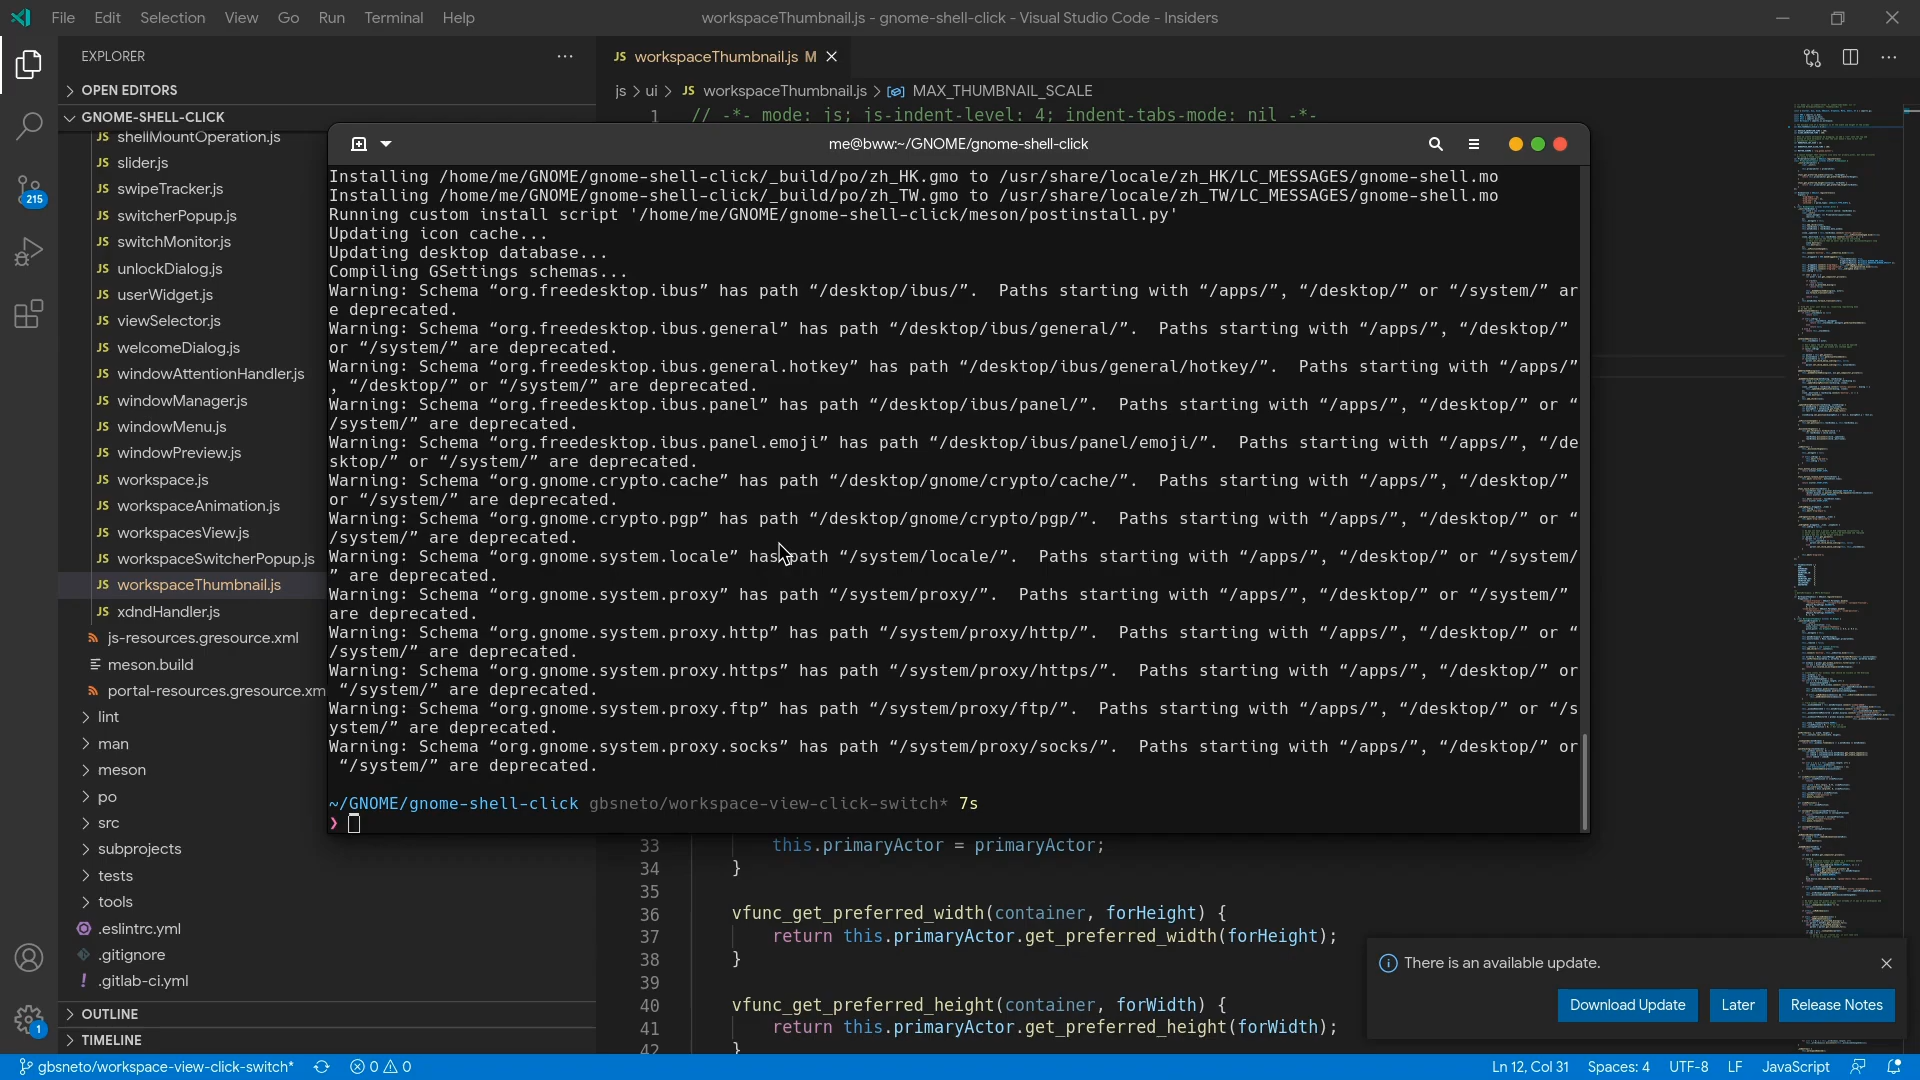 File Edit Selection View Go Run Terminal Help
workspaceThumbnail.js - gnome-shell-click - Visual Studio Code - Insiders
EXPLORER
OPEN EDITORS
GNOME-SHELL-CLICK
JS shellMountOperation.js
JS slider.js
JS swipeTracker.js
JS switcherPopup.js
JS switchMonitor.js
JS unlockDialog.js
JS userWidget.js
JS viewSelector.js
JS welcomeDialog.js
JS windowAttentionHandler.js
JS windowManager.js
JS windowMenu.js
JS windowPreview.js
JS workspace.js
JS workspaceAnimation.js
JS workspacesView.js
JS workspaceSwitcherPopup.js
JS workspaceThumbnail.js
JS xdndHandler.js
js-resources.gresource.xml
meson.build
portal-resources.gresource.xm
lint
man
meson
po
src
subprojects
tests
tools
.eslintrc.yml
.gitignore
! .gitlab-ci.yml
OUTLINE
TIMELINE
215
1
JS workspaceThumbnail.js M
js > ui > JS workspaceThumbnail.js > MAX_THUMBNAIL_SCALE
1 // -*- mode: js; js-indent-level: 4; indent-tabs-mode: nil -*-
me@bww:~/GNOME/gnome-shell-click
Installing /home/me/GNOME/gnome-shell-click/_build/po/zh_HK.gmo to /usr/share/locale/zh_HK/LC_MESSAGES/gnome-shell.mo
Installing /home/me/GNOME/gnome-shell-click/_build/po/zh_TW.gmo to /usr/share/locale/zh_TW/LC_MESSAGES/gnome-shell.mo
Running custom install script '/home/me/GNOME/gnome-shell-click/meson/postinstall.py'
Updating icon cache...
Updating desktop database...
Compiling GSettings schemas...
Warning: Schema “org.freedesktop.ibus” has path “/desktop/ibus/”.  Paths starting with “/apps/”, “/desktop/” or “/system/” ar
e deprecated.
Warning: Schema “org.freedesktop.ibus.general” has path “/desktop/ibus/general/”.  Paths starting with “/apps/”, “/desktop/”
or “/system/” are deprecated.
Warning: Schema “org.freedesktop.ibus.general.hotkey” has path “/desktop/ibus/general/hotkey/”.  Paths starting with “/apps/”
, “/desktop/” or “/system/” are deprecated.
Warning: Schema “org.freedesktop.ibus.panel” has path “/desktop/ibus/panel/”.  Paths starting with “/apps/”, “/desktop/” or “
/system/” are deprecated.
Warning: Schema “org.freedesktop.ibus.panel.emoji” has path “/desktop/ibus/panel/emoji/”.  Paths starting with “/apps/”, “/de
sktop/” or “/system/” are deprecated.
Warning: Schema “org.gnome.crypto.cache” has path “/desktop/gnome/crypto/cache/”.  Paths starting with “/apps/”, “/desktop/”
or “/system/” are deprecated.
Warning: Schema “org.gnome.crypto.pgp” has path “/desktop/gnome/crypto/pgp/”.  Paths starting with “/apps/”, “/desktop/” or “
/system/” are deprecated.
Warning: Schema “org.gnome.system.locale” has path “/system/locale/”.  Paths starting with “/apps/”, “/desktop/” or “/system/
” are deprecated.
Warning: Schema “org.gnome.system.proxy” has path “/system/proxy/”.  Paths starting with “/apps/”, “/desktop/” or “/system/”
are deprecated.
Warning: Schema “org.gnome.system.proxy.http” has path “/system/proxy/http/”.  Paths starting with “/apps/”, “/desktop/” or “
/system/” are deprecated.
Warning: Schema “org.gnome.system.proxy.https” has path “/system/proxy/https/”.  Paths starting with “/apps/”, “/desktop/” or
“/system/” are deprecated.
Warning: Schema “org.gnome.system.proxy.ftp” has path “/system/proxy/ftp/”.  Paths starting with “/apps/”, “/desktop/” or “/s
ystem/” are deprecated.
Warning: Schema “org.gnome.system.proxy.socks” has path “/system/proxy/socks/”.  Paths starting with “/apps/”, “/desktop/” or
“/system/” are deprecated.
~/GNOME/gnome-shell-click gbsneto/workspace-view-click-switch* 7s
❯
33 this.primaryActor = primaryActor;
34 }
35
36 vfunc_get_preferred_width(container, forHeight) {
37 return this.primaryActor.get_preferred_width(forHeight);
38 }
39
40 vfunc_get_preferred_height(container, forWidth) {
41 return this.primaryActor.get_preferred_height(forWidth);
42 }
There is an available update.
Download Update Later Release Notes
gbsneto/workspace-view-click-switch* 0 0
Ln 12, Col 31 Spaces: 4 UTF-8 LF JavaScript